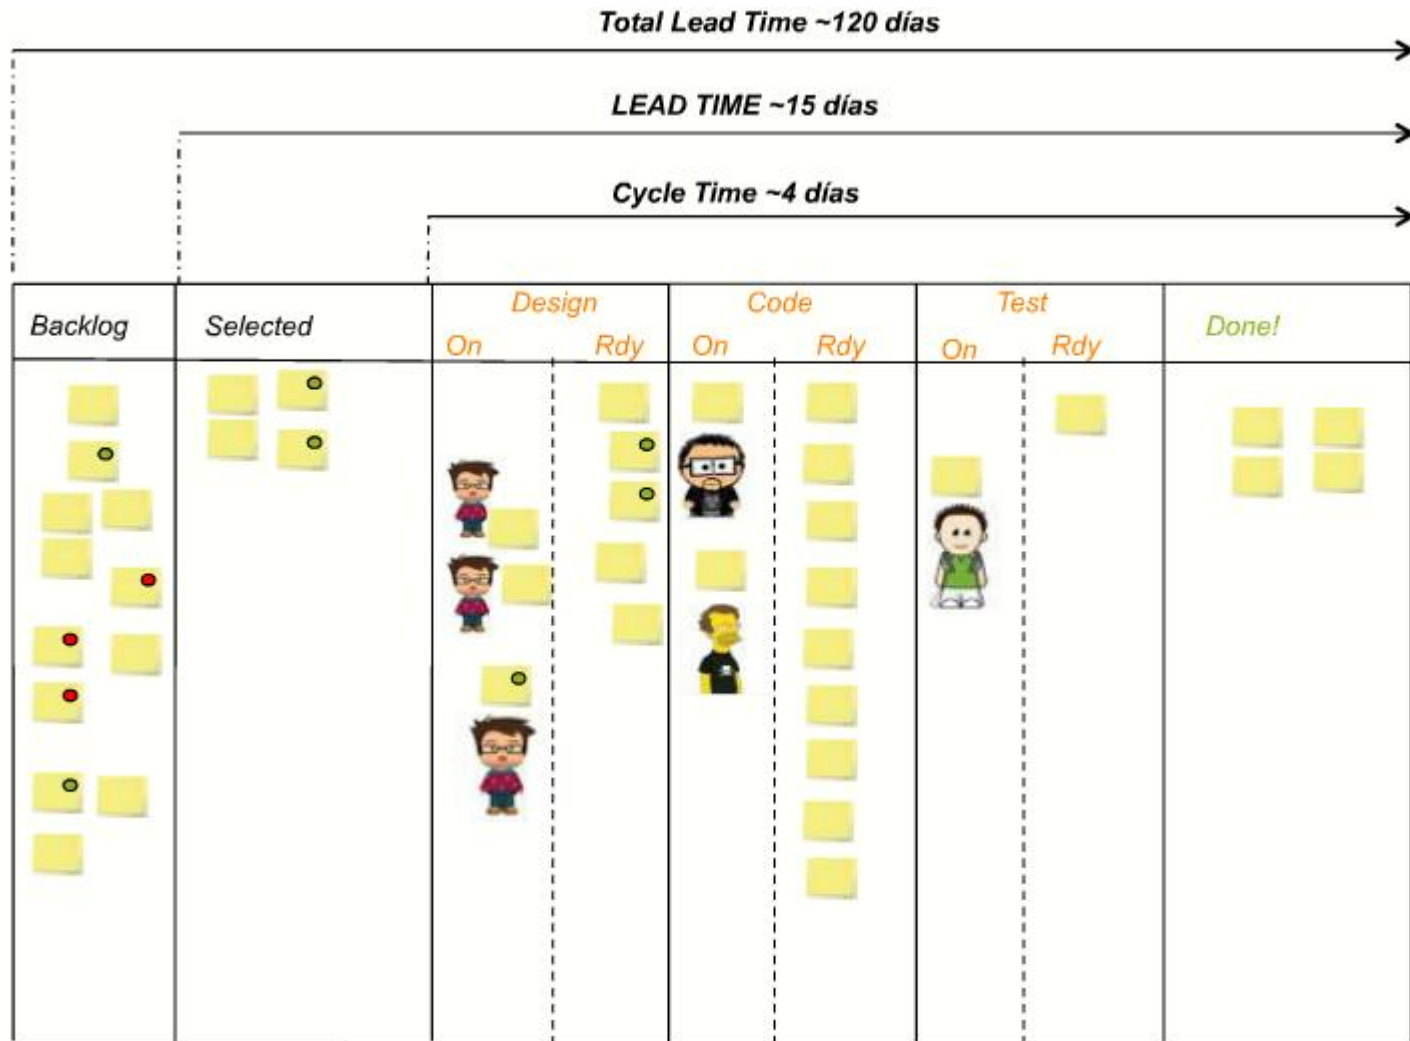 Total Lead Time ~120 días
LEAD TIME ~15 días
Cycle Time ~4 días
Backlog
Selected
Design
On
Rdy
Code
On
Rdy
Test
On
Rdy
Done!